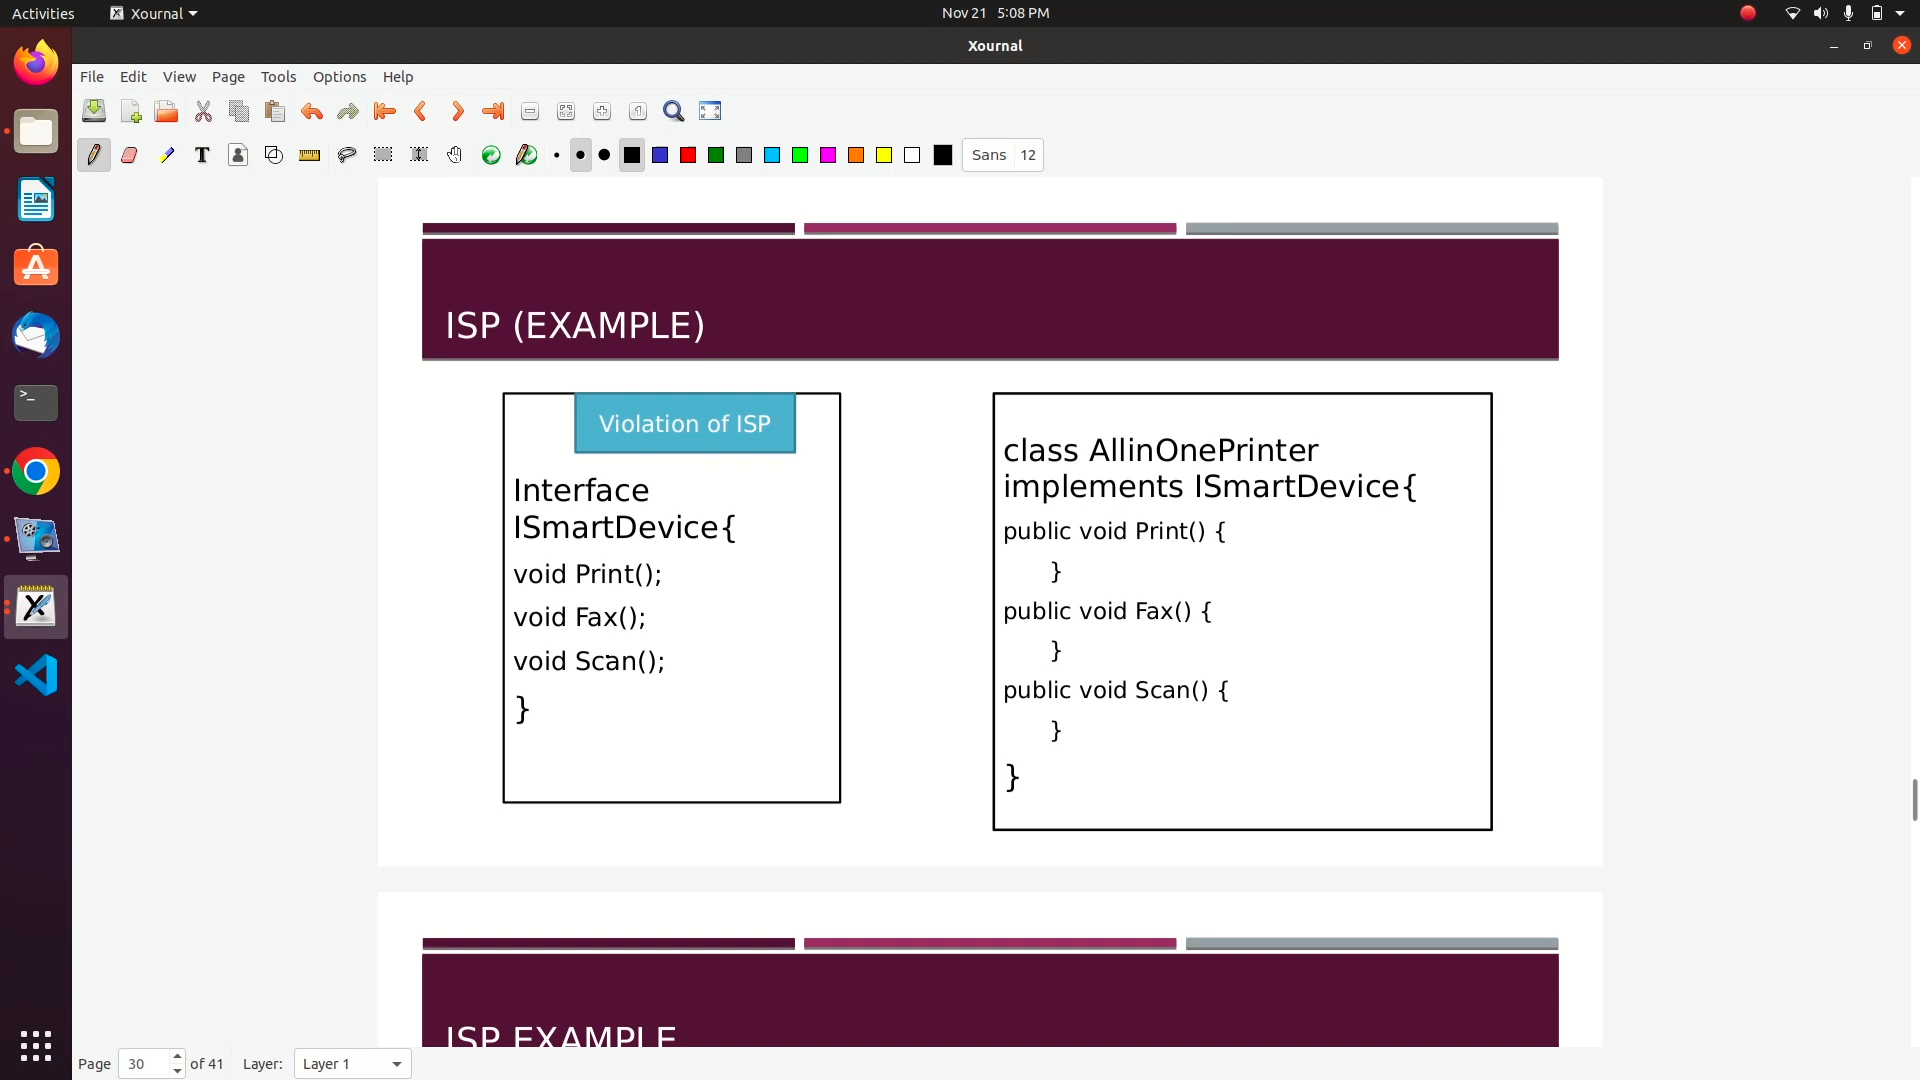 Activities
Xournal
Nov 21 5:08 PM
Xournal
File Edit View Page Tools Options Help
T
Sans 12
ISP (EXAMPLE)
Violation of ISP
Interface
ISmartDevice{
void Print();
void Fax();
void Scan();
}
class AllinOnePrinter
implements ISmartDevice{
public void Print() {
}
public void Fax() {
}
public void Scan() {
}
}
ISP EXAMPLE
Page 30 of 41 Layer: Layer 1